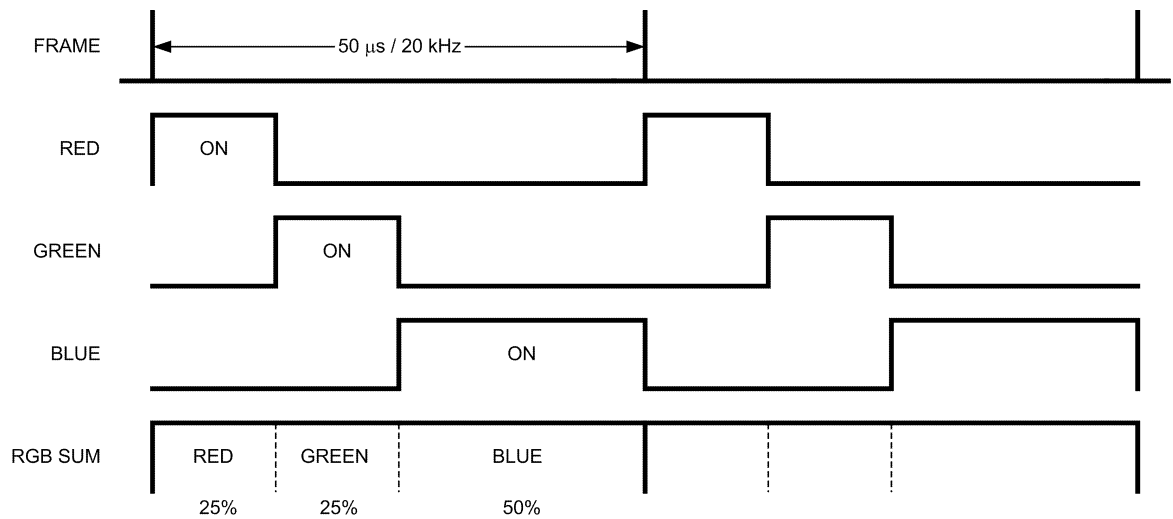 FRAME
50 μs / 20 kHz
RED
ON
GREEN
ON
BLUE
ON
RGB SUM
RED
GREEN
BLUE
25%
25%
50%